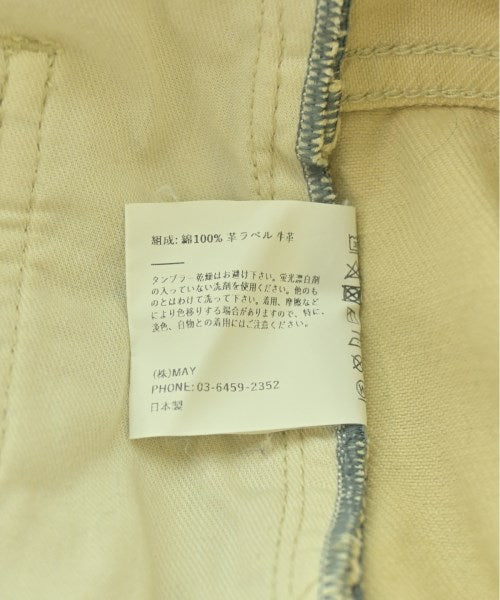 組成: 綿100% 革ラベル 牛革
タンブラー乾燥はお避け下さい。蛍光漂白剤
の入っていない洗剤を使用ください。他のも
のとはわけて洗って下さい。着用、摩擦など
により色移りする場合がありますので、特に、
淡色、白物との着用にはご注意ください。
(株)MAY
PHONE: 03-6459-2352
日本製